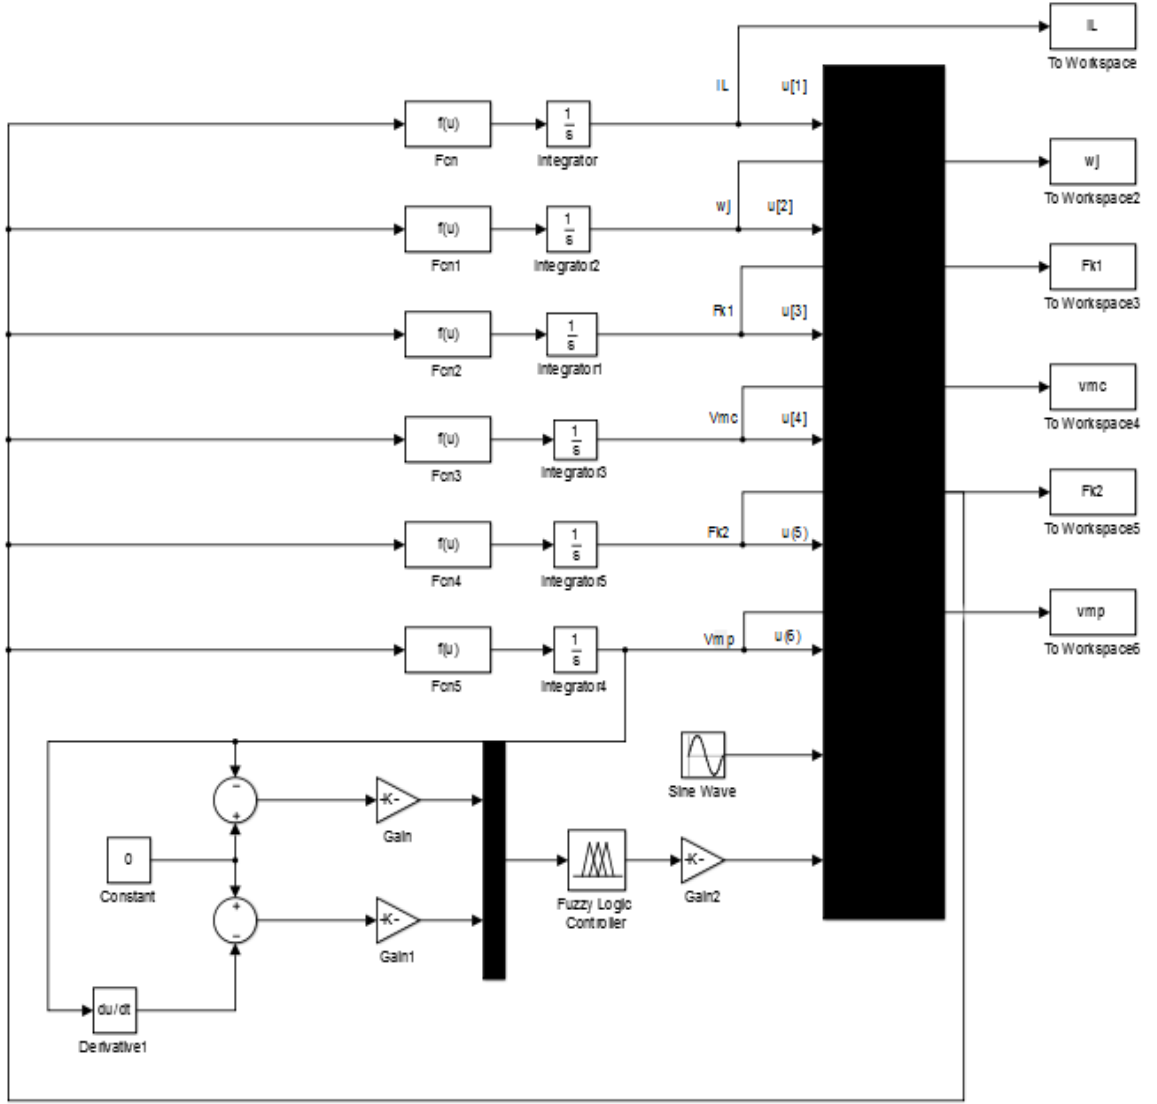 IL
To Workspace
IL
u[1]
f(u)
1
s
Fcn
Integrator
wj
To Workspace2
wj
u[2]
f(u)
1
s
Fcn1
Integrator2
Fk1
To Workspace3
Fk1
u[3]
f(u)
1
s
Fcn2
Integrator1
vmc
To Workspace4
Vmc
u[4]
f(u)
1
s
Fcn3
Integrator3
Fk2
To Workspace5
Fk2
u(5)
f(u)
1
s
Fcn4
Integrator5
vmp
To Workspace6
Vmp
u(6)
f(u)
1
s
Fcn5
Integrator4
Sine Wave
-K-
Gain
0
Constant
Fuzzy Logic
Controller
-K-
Gain2
-K-
Gain1
du/dt
Derivative1